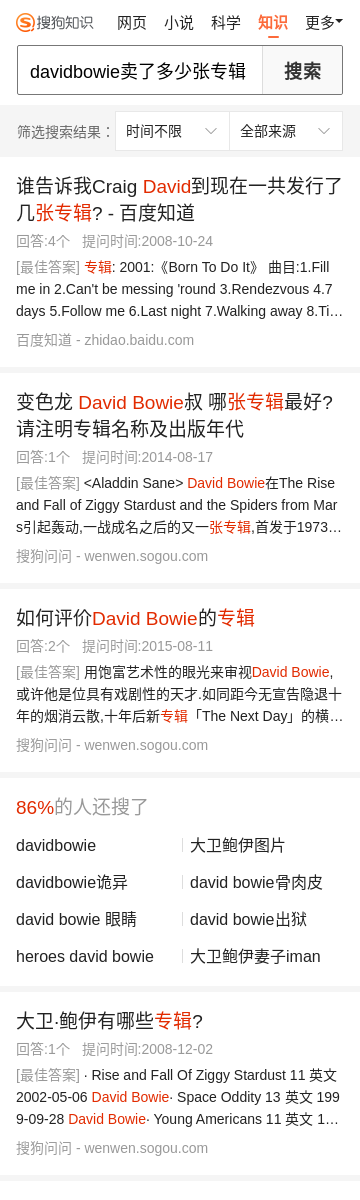 搜狗知识 网页 小说 科学 知识 更多
davidbowie卖了多少张专辑 搜索
筛选搜索结果： 时间不限 全部来源
谁告诉我Craig David到现在一共发行了
几张专辑? - 百度知道
回答:4个 提问时间:2008-10-24
[最佳答案] 专辑: 2001:《Born To Do It》 曲目:1.Fill
me in 2.Can't be messing 'round 3.Rendezvous 4.7
days 5.Follow me 6.Last night 7.Walking away 8.Ti...
百度知道 - zhidao.baidu.com
变色龙 David Bowie叔 哪张专辑最好?
请注明专辑名称及出版年代
回答:1个 提问时间:2014-08-17
[最佳答案] <Aladdin Sane> David Bowie在The Rise
and Fall of Ziggy Stardust and the Spiders from Mar
s引起轰动,一战成名之后的又一张专辑,首发于1973...
搜狗问问 - wenwen.sogou.com
如何评价David Bowie的专辑
回答:2个 提问时间:2015-08-11
[最佳答案] 用饱富艺术性的眼光来审视David Bowie,
或许他是位具有戏剧性的天才.如同距今无宣告隐退十
年的烟消云散,十年后新专辑「The Next Day」的横...
搜狗问问 - wenwen.sogou.com
86%的人还搜了
davidbowie 大卫鲍伊图片
davidbowie诡异 david bowie骨肉皮
david bowie 眼睛 david bowie出狱
heroes david bowie 大卫鲍伊妻子iman
大卫·鲍伊有哪些专辑?
回答:1个 提问时间:2008-12-02
[最佳答案] · Rise and Fall Of Ziggy Stardust 11 英文
2002-05-06 David Bowie· Space Oddity 13 英文 199
9-09-28 David Bowie· Young Americans 11 英文 1...
搜狗问问 - wenwen.sogou.com